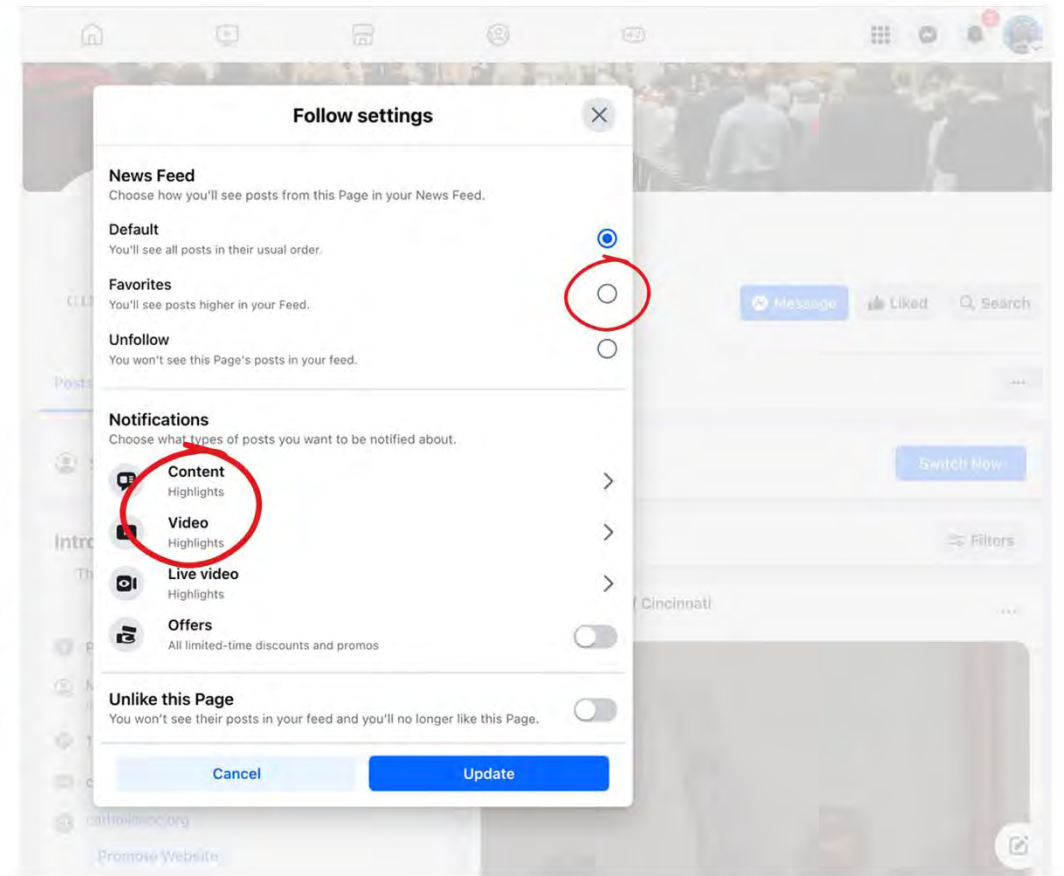 2
Follow settings
News Feed
Choose how you'll see posts from this Page in your News Feed.
Default
You'll see all posts in their usual order.
Favorites
You'll see posts higher in your Feed.
Message
Liked
Search
Unfollow
You won't see this Page's posts in your feed.
Posts
Notifications
Choose what types of posts you want to be notified about.
Switch Now
Content
Highlights
Video
Highlights
Filters
Live video
Highlights
Cincinnati
Offers
All limited-time discounts and promos
Unlike this Page
You won't see their posts in your feed and you'll no longer like this Page.
Cancel
Update
Promote Website